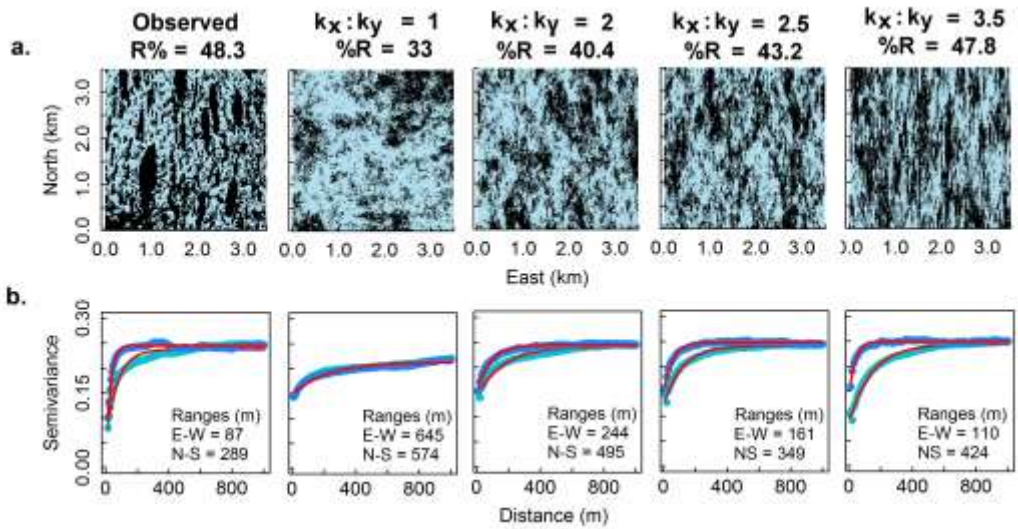 a.
Observed
R% = 48.3
kx:ky = 1
%R = 33
kx:ky = 2
%R = 40.4
kx:ky = 2.5
%R = 43.2
kx:ky = 3.5
%R = 47.8
North (km)
3.0
2.0
1.0
0.0
0.0 1.0 2.0 3.0
0.0 1.0 2.0 3.0
0.0 1.0 2.0 3.0
0.0 1.0 2.0 3.0
0.0 1.0 2.0 3.0
East (km)
b.
Semivariance
0.30
0.15
0.00
Ranges (m)
E-W = 87
N-S = 289
Ranges (m)
E-W = 645
N-S = 574
Ranges (m)
E-W = 244
N-S = 495
Ranges (m)
E-W = 161
NS = 349
Ranges (m)
E-W = 110
NS = 424
0 400 800
0 400 800
0 400 800
0 400 800
0 400 800
Distance (m)